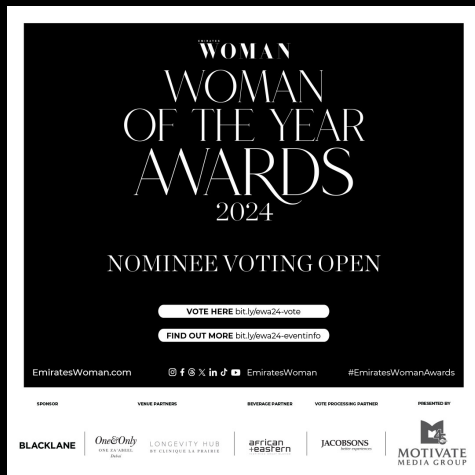 EMIRATES
WOMAN
WOMAN
OF THE YEAR
AWARDS
2024
NOMINEE VOTING OPEN
VOTE HERE bit.ly/ewa24-vote
FIND OUT MORE bit.ly/ewa24-eventinfo
EmiratesWoman.com
EmiratesWoman
#EmiratesWomanAwards
SPONSOR
VENUE PARTNERS
BEVERAGE PARTNER
VOTE PROCESSING PARTNER
PRESENTED BY
BLACKLANE
One&Only
ONE ZA'ABEEL
Dubai
LONGEVITY HUB
BY CLINIQUE LA PRAIRIE
african
+eastern
JACOBSONS
MOTIVATE
MEDIA GROUP